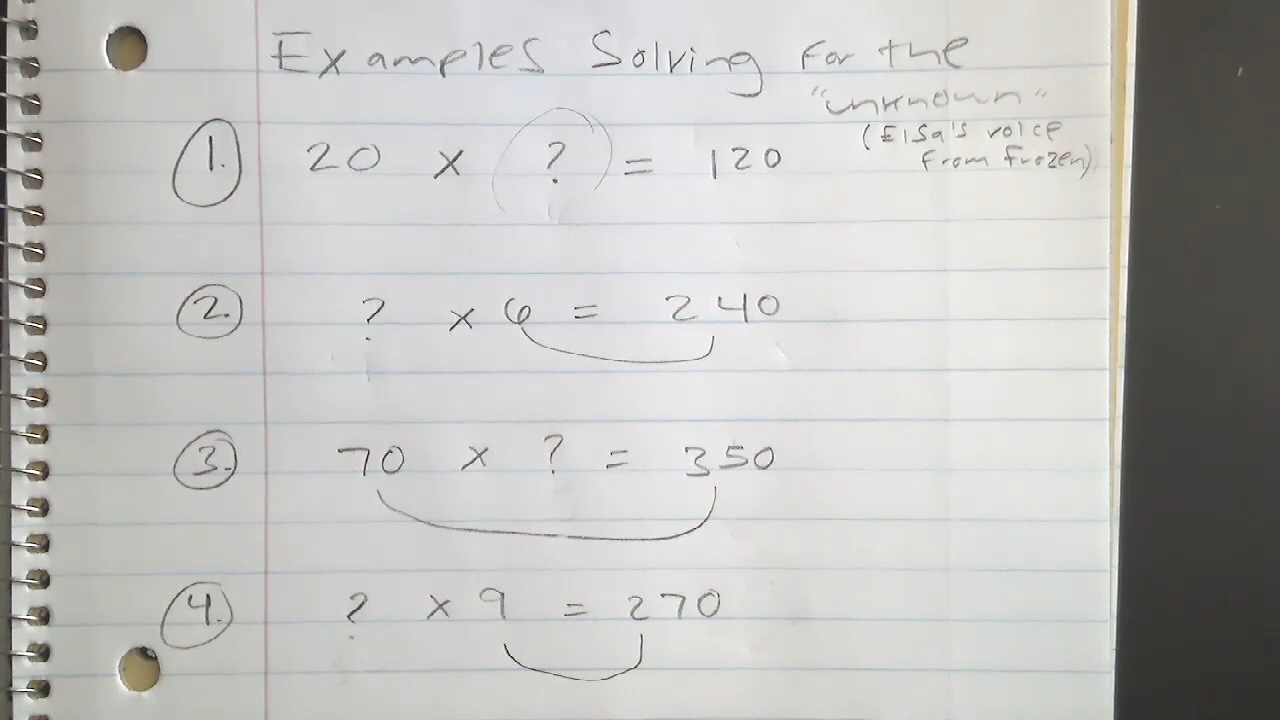 Examples Solving for the
"unknown"
(Elsa's voice
from Frozen)
1. 20 x ? = 120
2. ? x 6 = 240
3. 70 x ? = 350
4. ? x 9 = 270